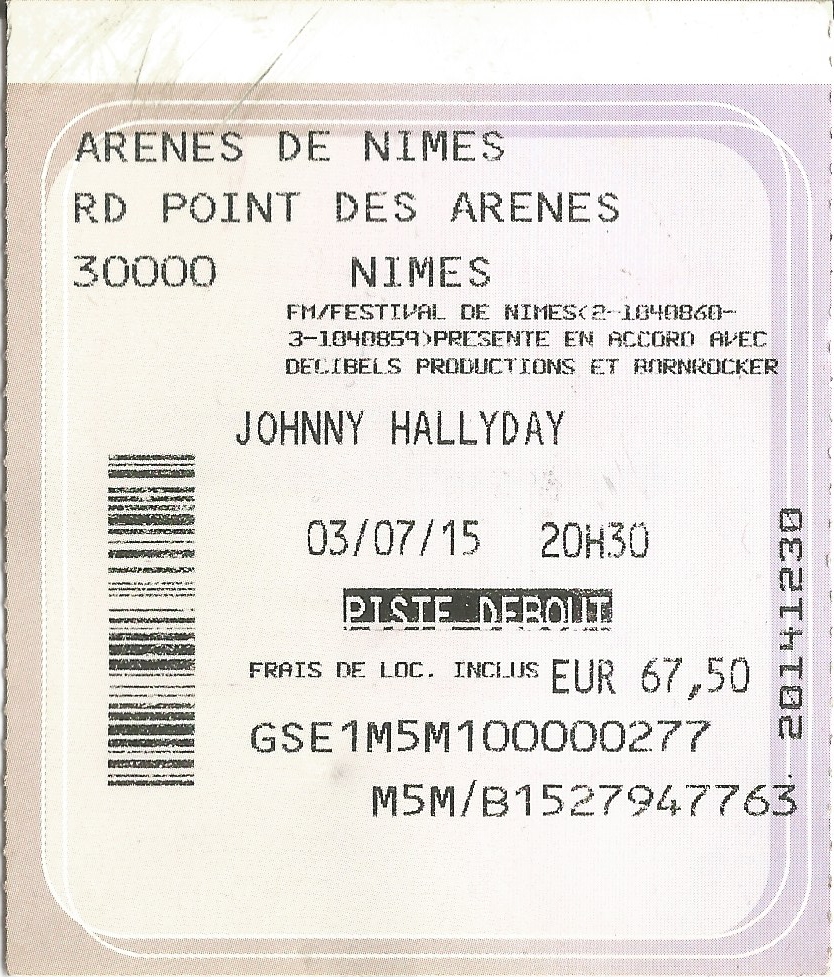 ARENES DE NIMES
RD POINT DES ARENES
30000 NIMES
FM/FESTIVAL DE NIMES(2-1040860-
3-1040859)PRESENTE EN ACCORD AVEC
DECIBELS PRODUCTIONS ET BORNROCKER
JOHNNY HALLYDAY
03/07/15 20H30
PISTE DEBOUT
FRAIS DE LOC. INCLUS EUR 67,50
GSE1M5M100000277
M5M/B1527947763
20141230